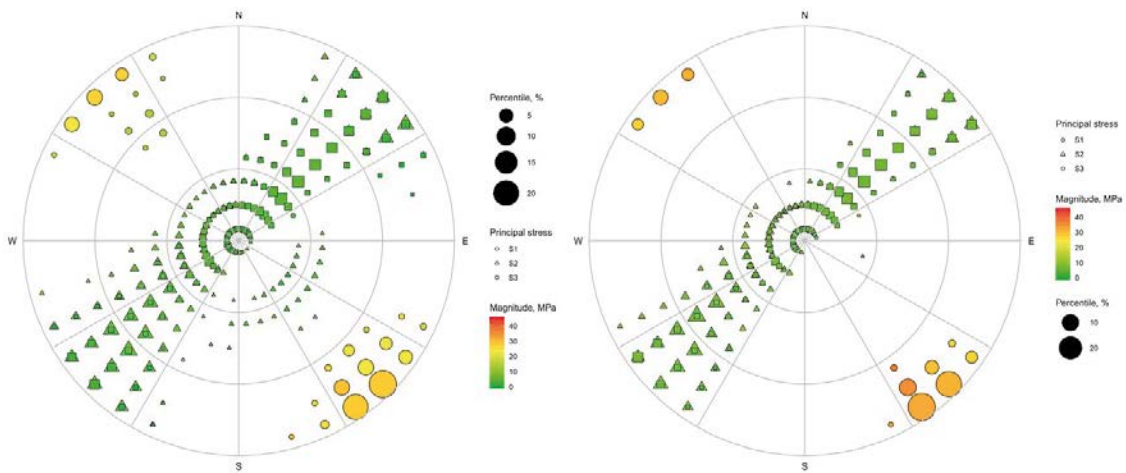 N
W
E
S
Percentile, %
5
10
15
20
Principal stress
S1
S2
S3
Magnitude, MPa
40
30
20
10
0
N
W
E
S
Principal stress
S1
S2
S3
Magnitude, MPa
40
30
20
10
0
Percentile, %
10
20